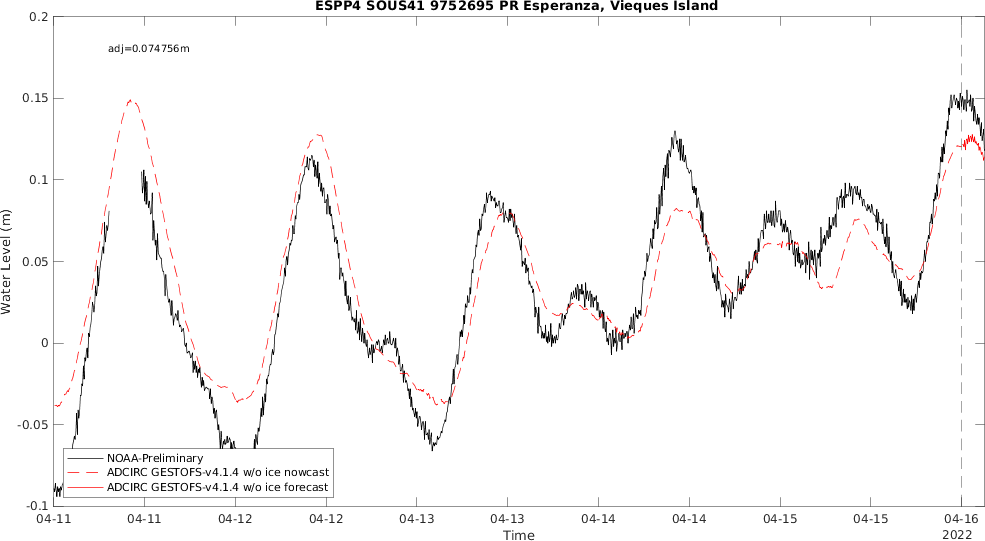 ESPP4 SOUS41 9752695 PR Esperanza, Vieques Island
adj=0.074756m
0.2
0.15
0.1
0.05
0
-0.05
-0.1
Water Level (m)
NOAA-Preliminary
ADCIRC GESTOFS-v4.1.4 w/o ice nowcast
ADCIRC GESTOFS-v4.1.4 w/o ice forecast
04-11 04-11 04-12 04-12 04-13 04-13 04-14 04-14 04-15 04-15 04-16
2022
Time